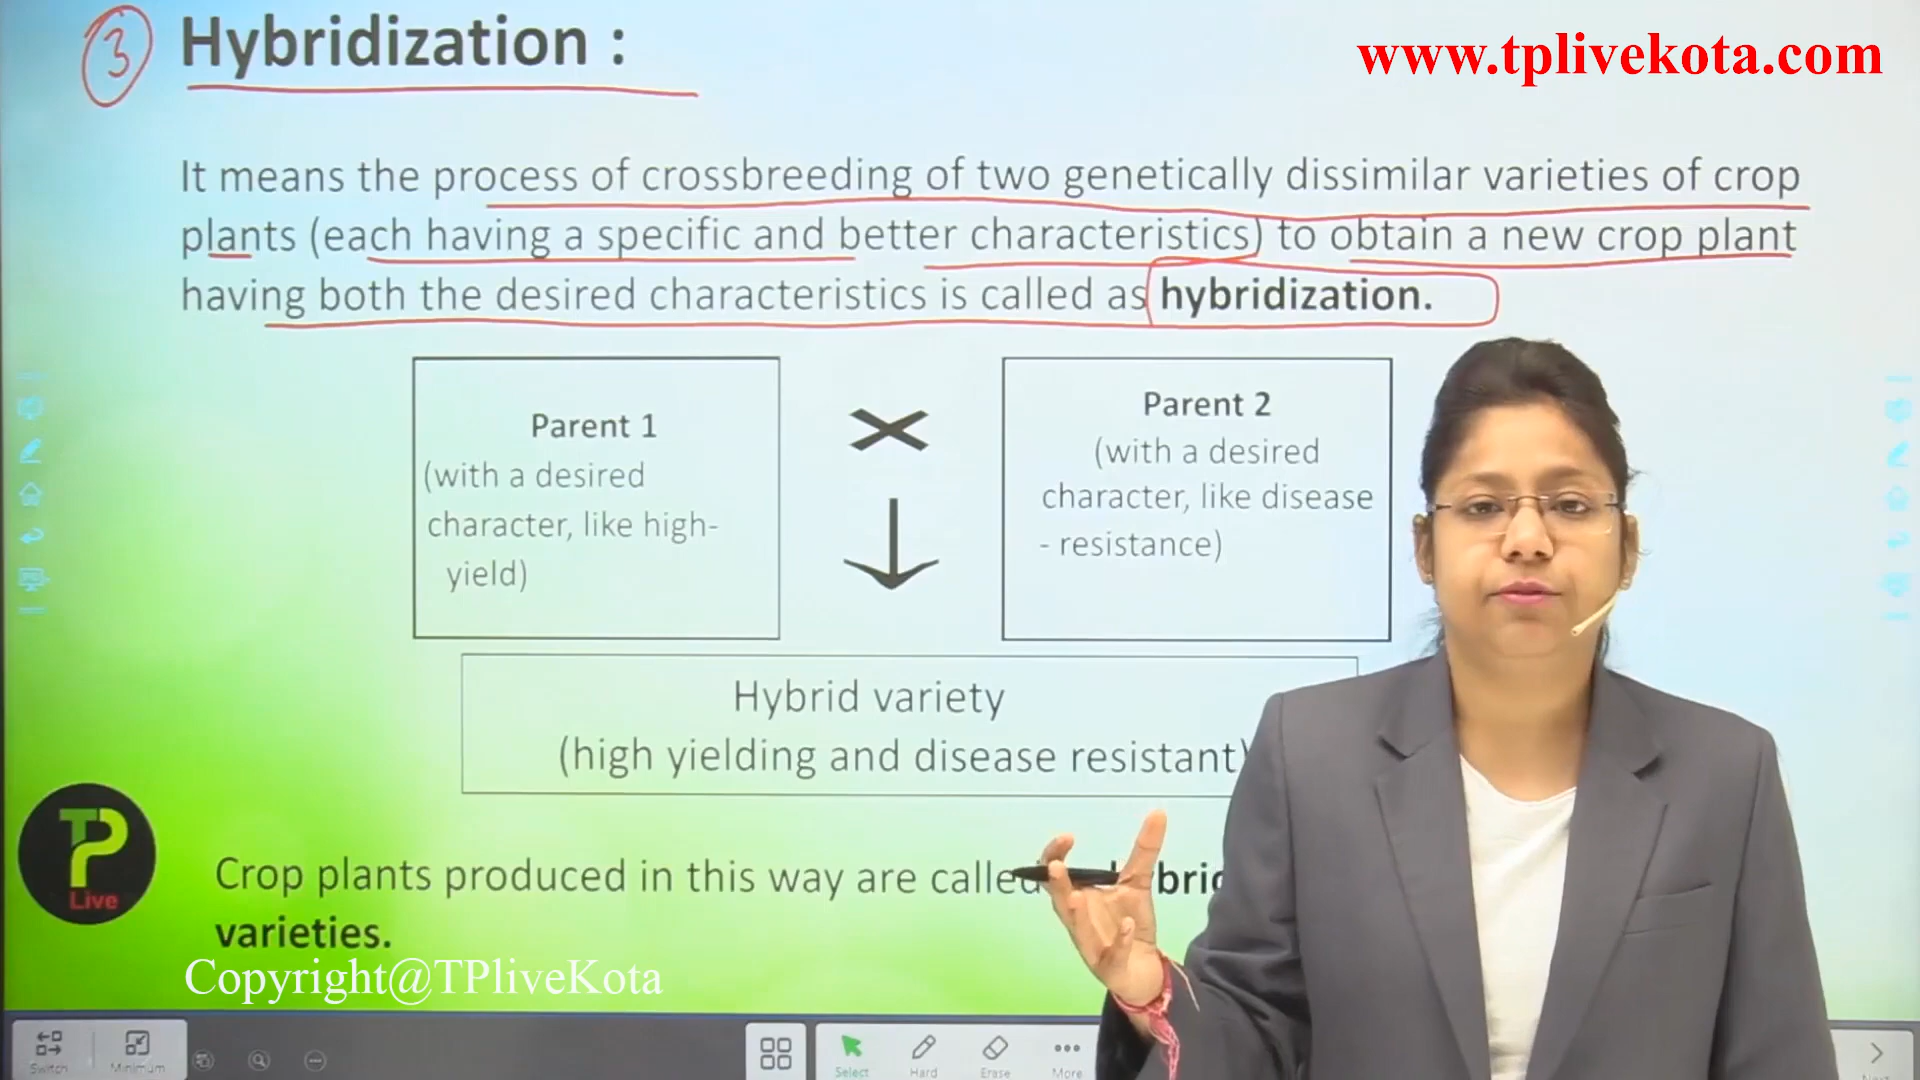 3 Hybridization :
www.tplivekota.com
It means the process of crossbreeding of two genetically dissimilar varieties of crop
plants (each having a specific and better characteristics) to obtain a new crop plant
having both the desired characteristics is called as hybridization.
Parent 1
(with a desired
character, like high-
yield)
Parent 2
(with a desired
character, like disease
- resistance)
Hybrid variety
(high yielding and disease resistant)
Crop plants produced in this way are called
varieties.
TP
Live
Copyright@TPliveKota
Switch
Minimum
Select
Hard
Erase
More